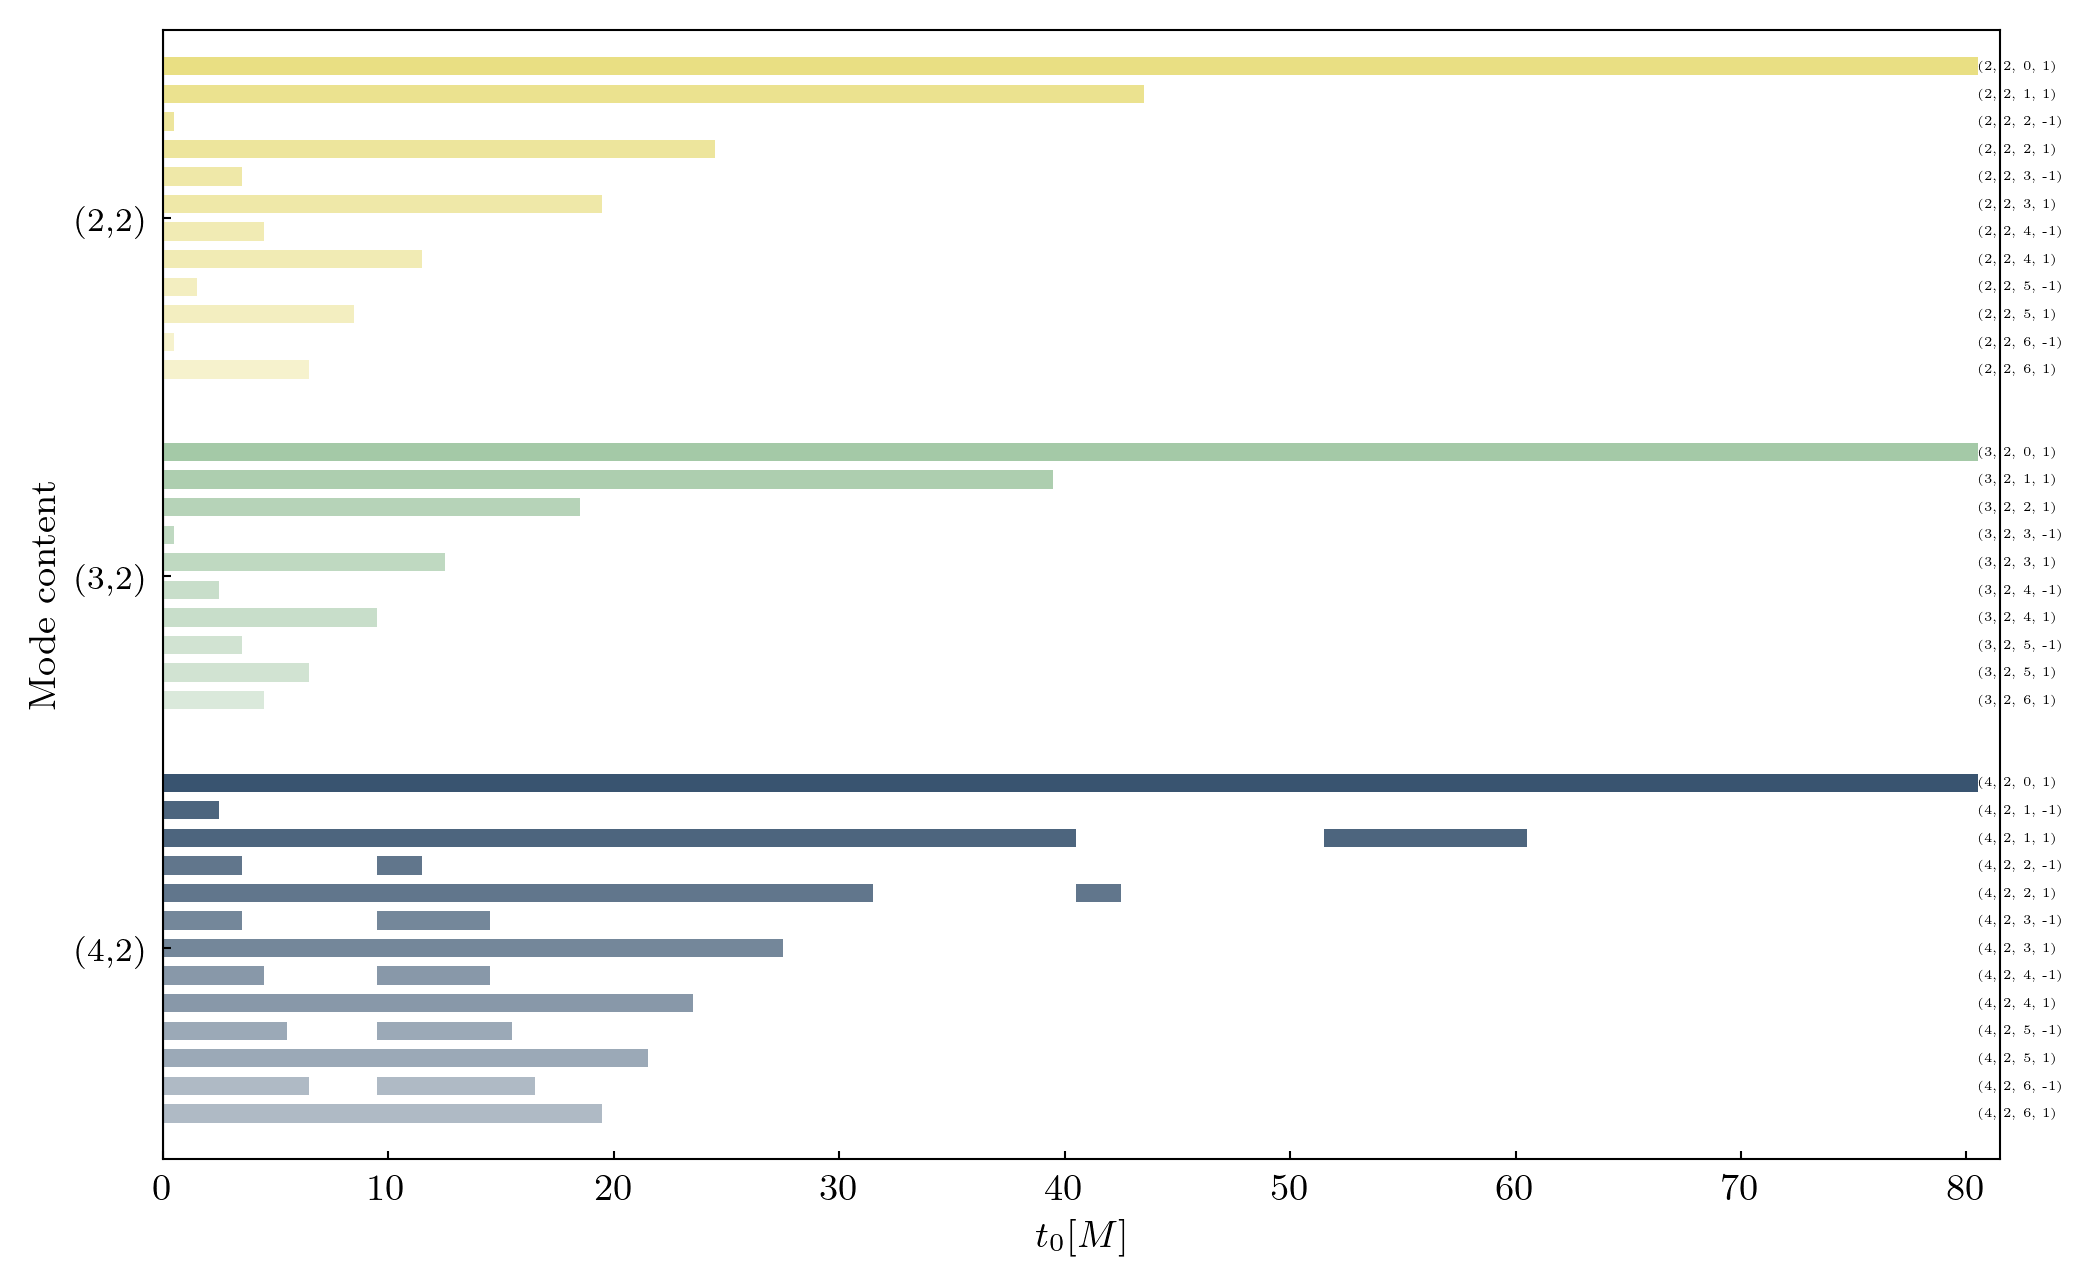 (2, 2, 0, 1)
(2, 2, 1, 1)
(2, 2, 2, -1)
(2, 2, 2, 1)
(2, 2, 3, -1)
(2, 2, 3, 1)
(2,2)
(2, 2, 4, -1)
(2, 2, 4, 1)
(2, 2, 5, -1)
(2, 2, 5, 1)
(2, 2, 6, -1)
(2, 2, 6, 1)
(3, 2, 0, 1)
(3, 2, 1, 1)
(3, 2, 2, 1)
(3, 2, 3, -1)
(3, 2, 3, 1)
(3,2)
(3, 2, 4, -1)
(3, 2, 4, 1)
(3, 2, 5, -1)
(3, 2, 5, 1)
(3, 2, 6, 1)
Mode content
(4, 2, 0, 1)
(4, 2, 1, -1)
(4, 2, 1, 1)
(4, 2, 2, -1)
(4, 2, 2, 1)
(4, 2, 3, -1)
(4, 2, 3, 1)
(4,2)
(4, 2, 4, -1)
(4, 2, 4, 1)
(4, 2, 5, -1)
(4, 2, 5, 1)
(4, 2, 6, -1)
(4, 2, 6, 1)
0 10 20 30 40 50 60 70 80
t₀[M]